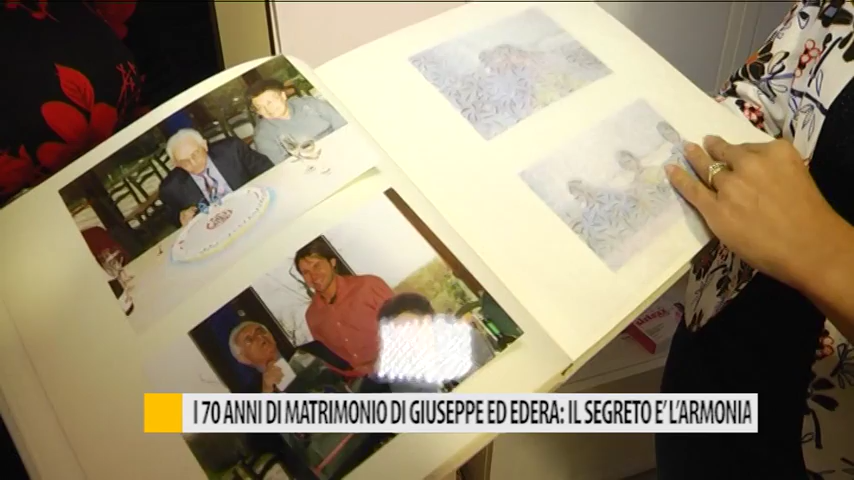 I 70 ANNI DI MATRIMONIO DI GIUSEPPE ED EDERA: IL SEGRETO E' L'ARMONIA